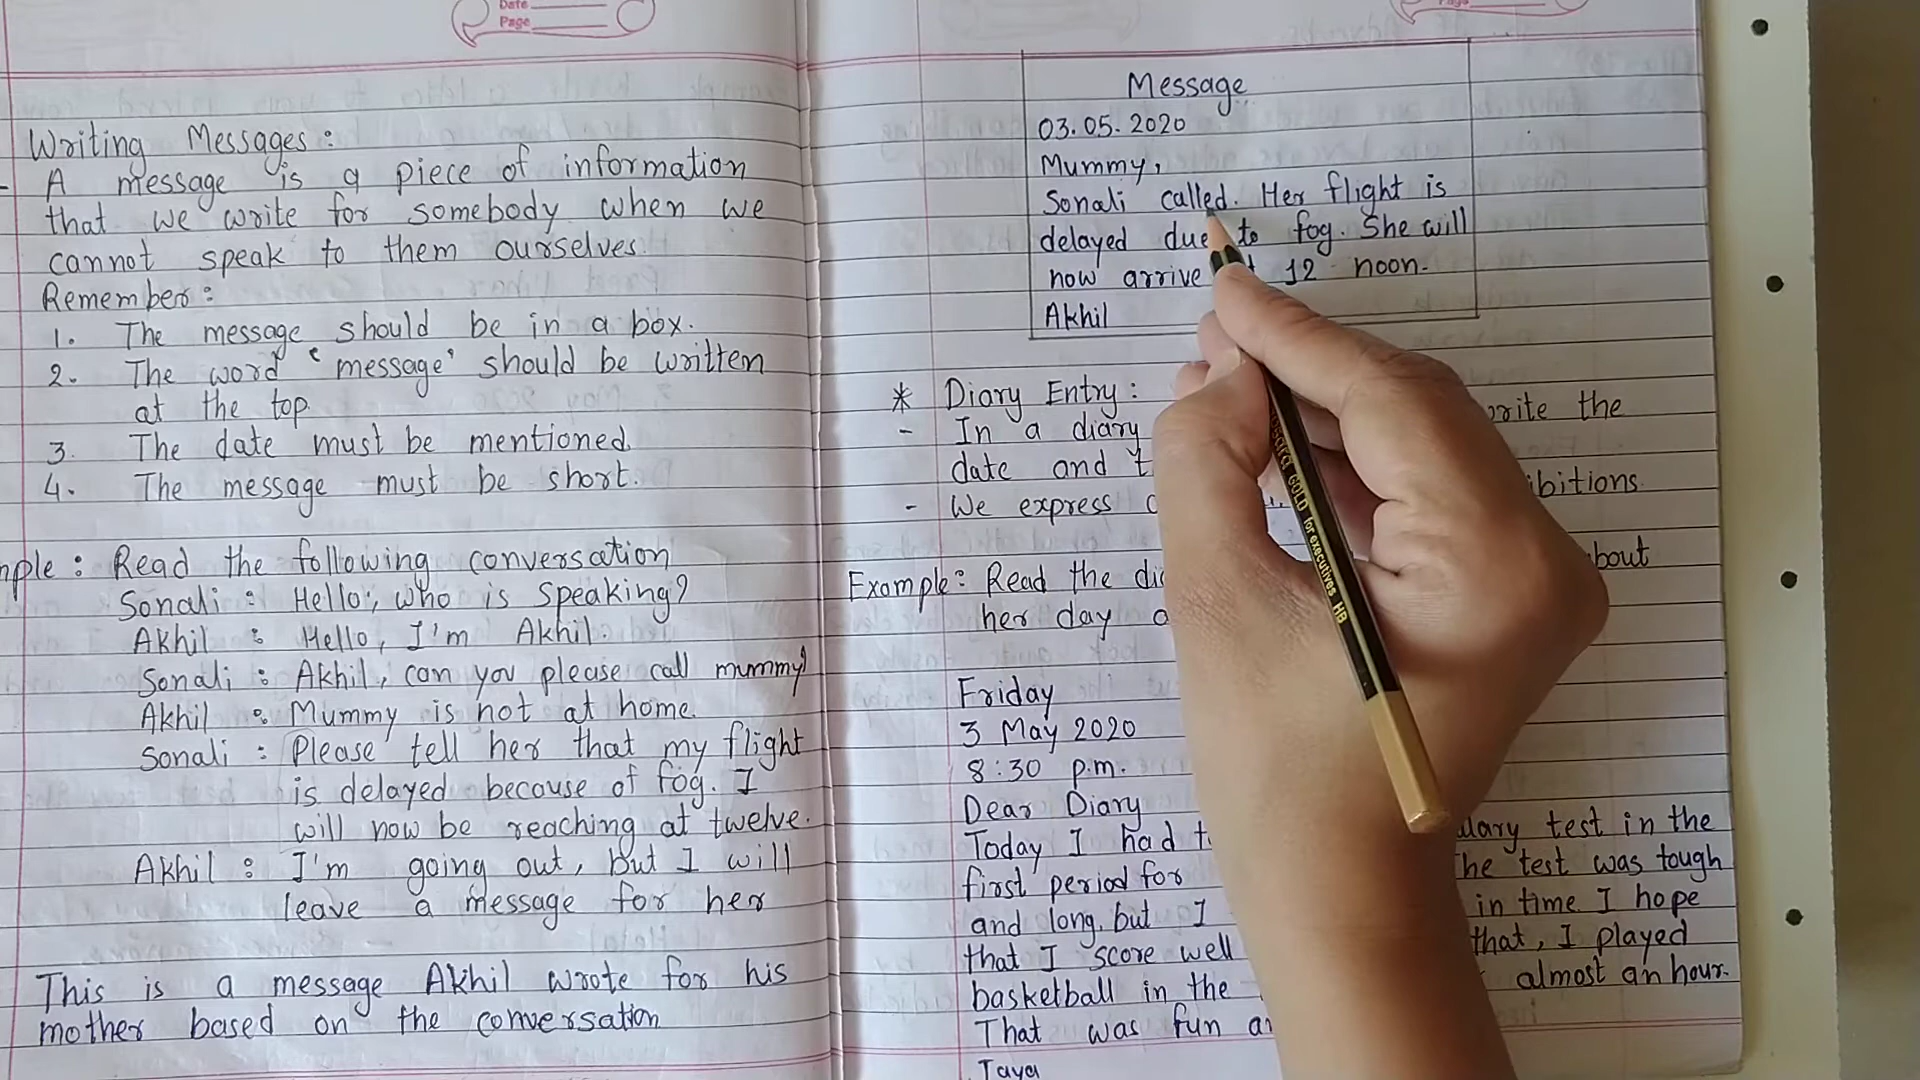 Date
Page
Writing Messages:
- A message is a piece of information
that we write for somebody when we
cannot speak to them ourselves.
Remember:
1. The message should be in a box.
2. The word 'message' should be written
at the top.
3. The date must be mentioned.
4. The message must be short.
mple: Read the following conversation
Sonali: Hello, who is speaking?
Akhil: Hello, I'm Akhil.
Sonali: Akhil, can you please call mummy?
Akhil: Mummy is not at home.
Sonali: Please tell her that my flight
is delayed because of fog. I
will now be reaching at twelve.
Akhil: I'm going out, but I will
leave a message for her
This is a message Akhil wrote for his
mother based on the conversation
Message
03.05.2020
Mummy,
Sonali called. Her flight is
delayed due to fog. She will
now arrive 12 noon.
Akhil
* Diary Entry:
- In a diary write the
date and
- We express
Example: Read the about
her day
Friday
3 May 2020
8:30 p.m.
Dear Diary
Today I had test in the
first period for The test was tough
and long, but I in time. I hope
that I score well that, I played
basketball in the almost an hour.
That was fun
Taya
GOLD for executives HB